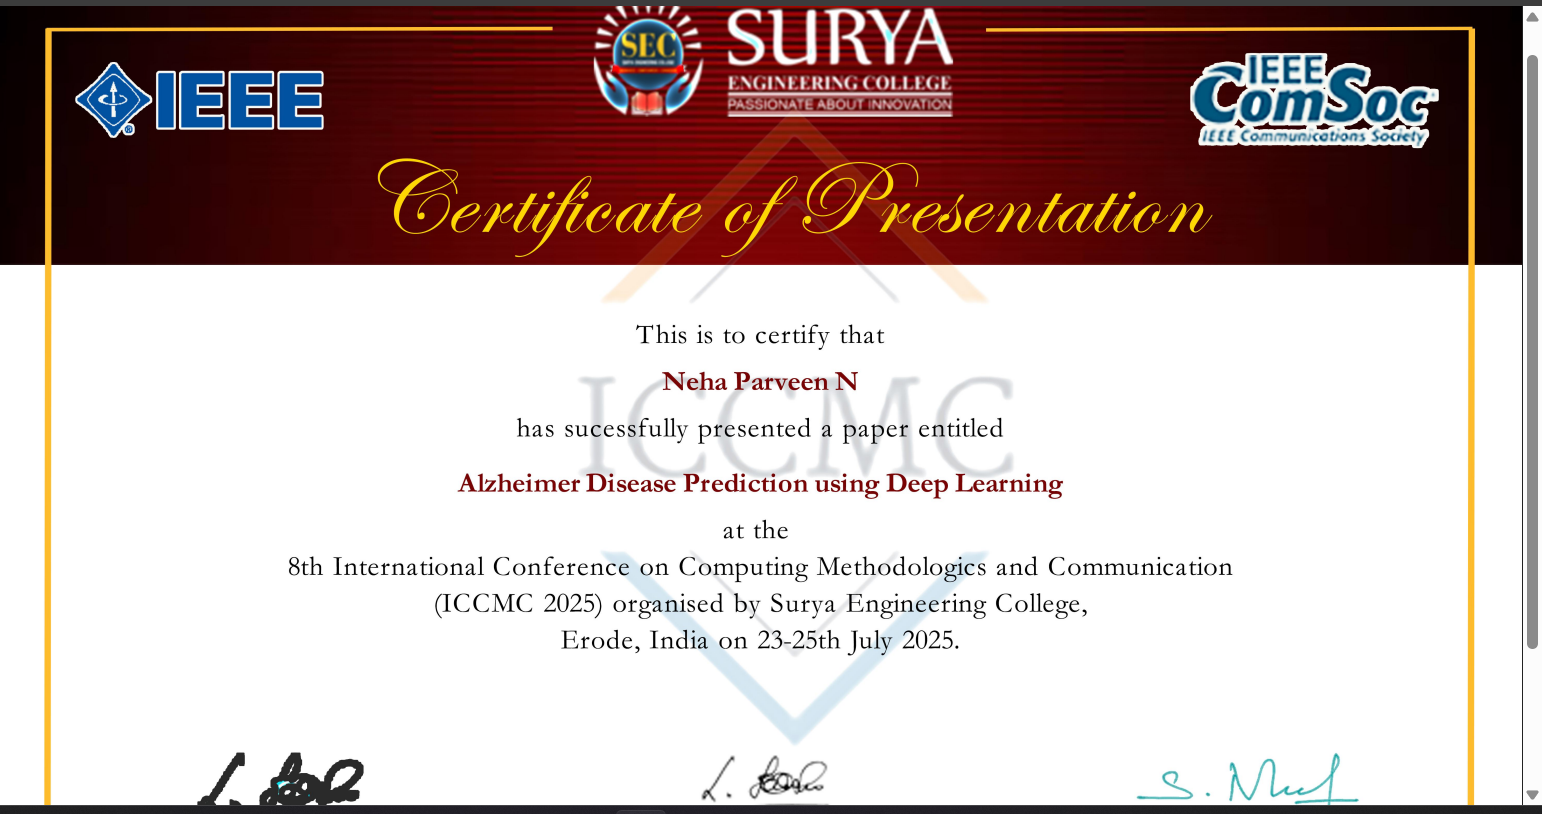 SURYA
SEC
ENGINEERING COLLEGE
PASSIONATE ABOUT INNOVATION
IEEE
IEEE
ComSoc
IEEE Communications Society
Certificate of Presentation
This is to certify that
Neha Parveen N
ICCMC
has sucessfully presented a paper entitled
Alzheimer Disease Prediction using Deep Learning
at the
8th International Conference on Computing Methodologics and Communication
(ICCMC 2025) organised by Surya Engineering College,
Erode, India on 23-25th July 2025.